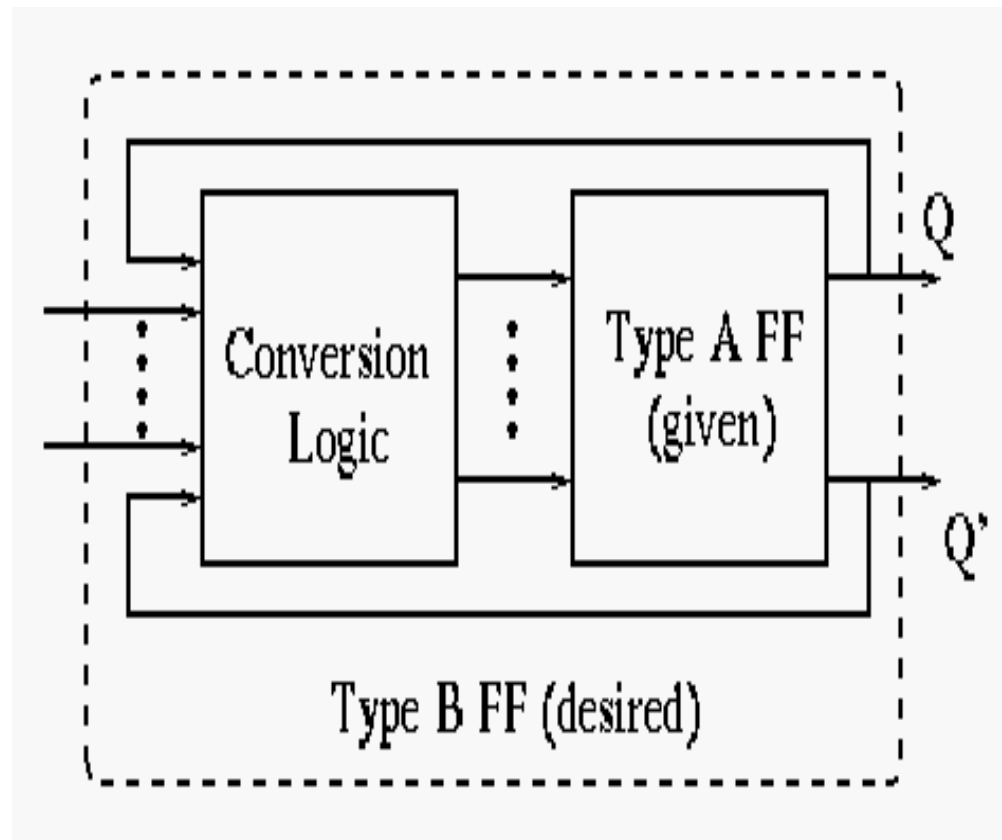 Q
Conversion
Logic
Type A FF
(given)
Q'
Type B FF (desired)